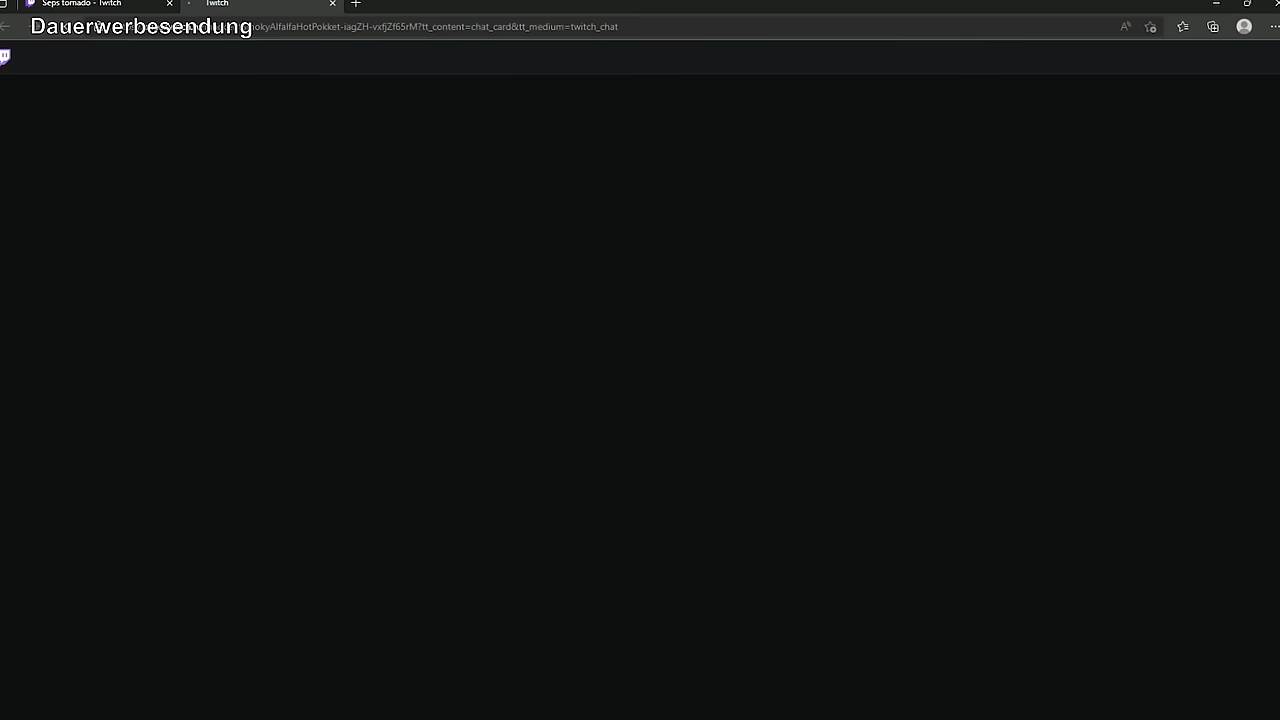 Seps tornado - Twitch
Twitch
Dauerwerbesendung
okyAlfalfaHotPokket-iagZH-vxfjZf65rM?tt_content=chat_card&tt_medium=twitch_chat